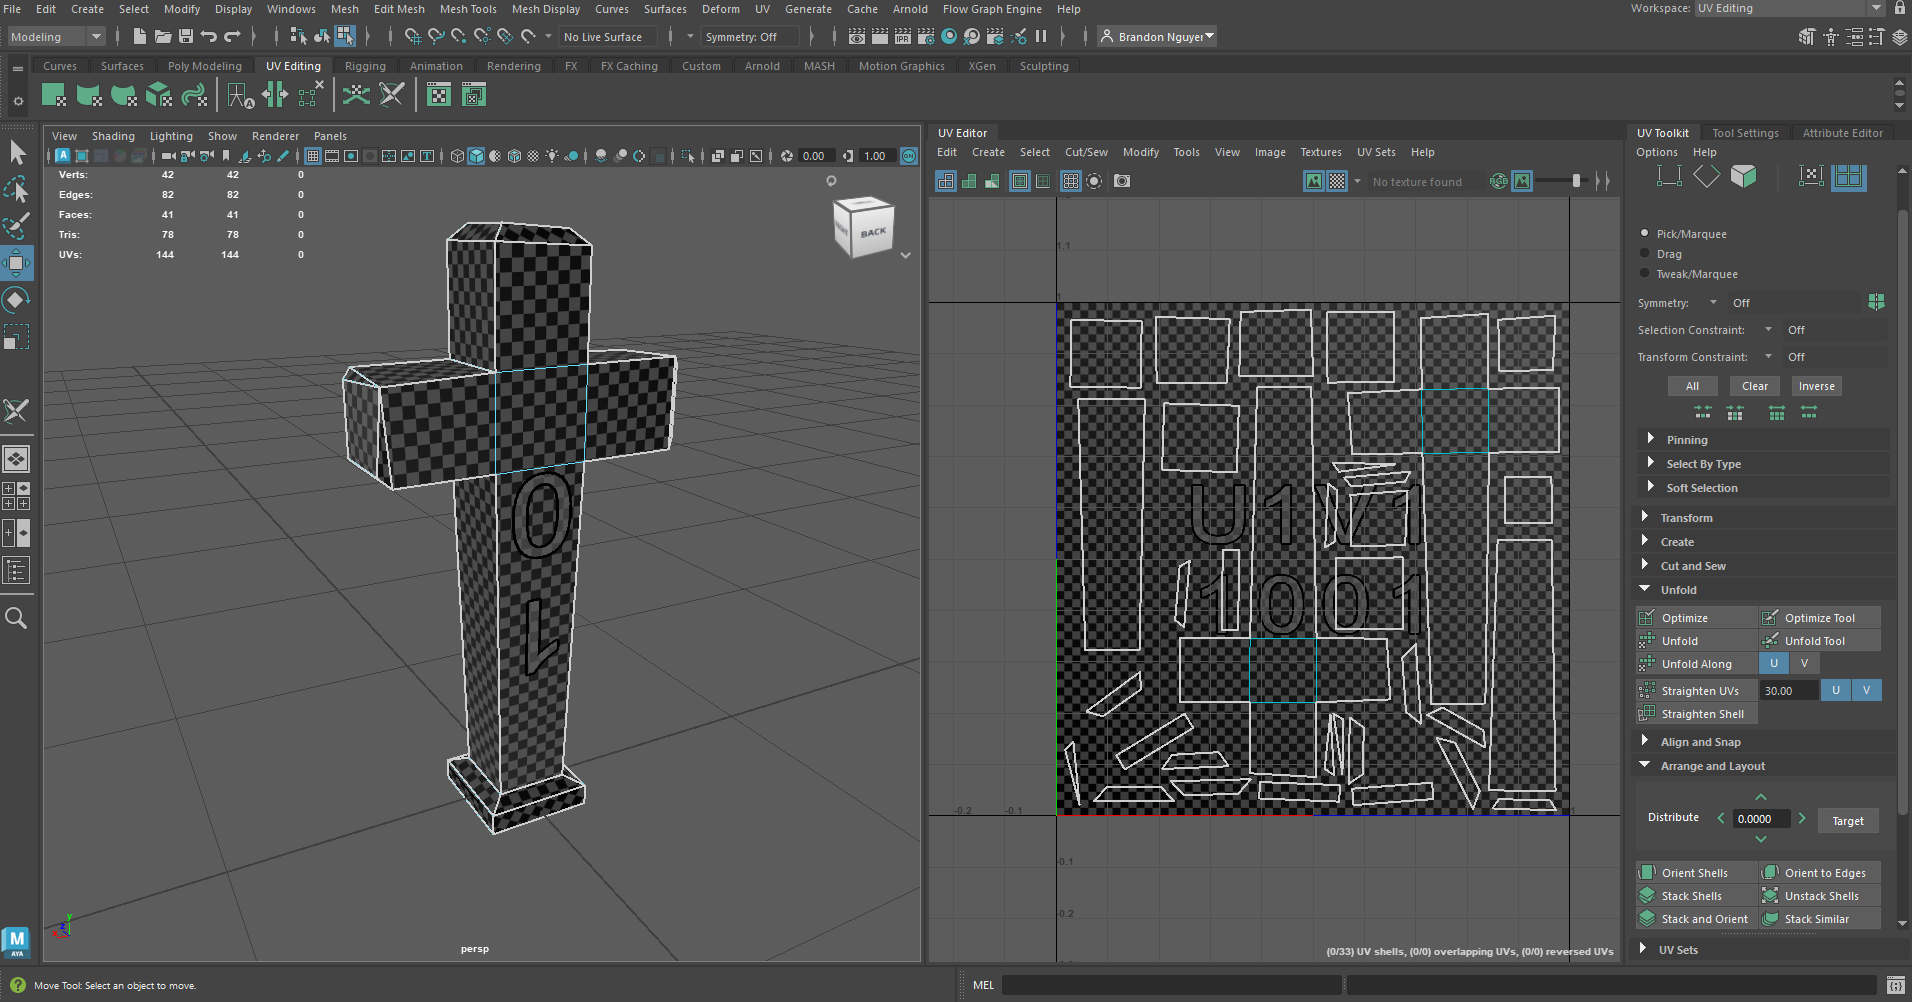 File Edit Create Select Modify Display Windows Mesh Edit Mesh Mesh Tools Mesh Display Curves Surfaces Deform UV Generate Cache Arnold Flow Graph Engine Help
Workspace: UV Editing
Modeling No Live Surface Symmetry: Off IPR Brandon Nguyer
Curves Surfaces Poly Modeling UV Editing Rigging Animation Rendering FX FX Caching Custom Arnold MASH Motion Graphics XGen Sculpting
View Shading Lighting Show Renderer Panels
0.00 1.00 ON
Verts: 42 42 0
Edges: 82 82 0
Faces: 41 41 0
Tris: 78 78 0
UVs: 144 144 0
RIGHT BACK
0
1
y
z
x
persp
UV Editor
Edit Create Select Cut/Sew Modify Tools View Image Textures UV Sets Help
No texture found RGB
1.1
1
U1V1
1001
-0.2 -0.1 1
-0.1
-0.2
(0/33) UV shells, (0/0) overlapping UVs, (0/0) reversed UVs
UV Toolkit Tool Settings Attribute Editor
Options Help
Pick/Marquee
Drag
Tweak/Marquee
Symmetry: Off
Selection Constraint: Off
Transform Constraint: Off
All Clear Inverse
Pinning
Select By Type
Soft Selection
Transform
Create
Cut and Sew
Unfold
Optimize Optimize Tool
Unfold Unfold Tool
Unfold Along U V
Straighten UVs 30.00 U V
Straighten Shell
Align and Snap
Arrange and Layout
Distribute 0.0000 Target
Orient Shells Orient to Edges
Stack Shells Unstack Shells
Stack and Orient Stack Similar
UV Sets
M
AYA
Move Tool: Select an object to move.
MEL